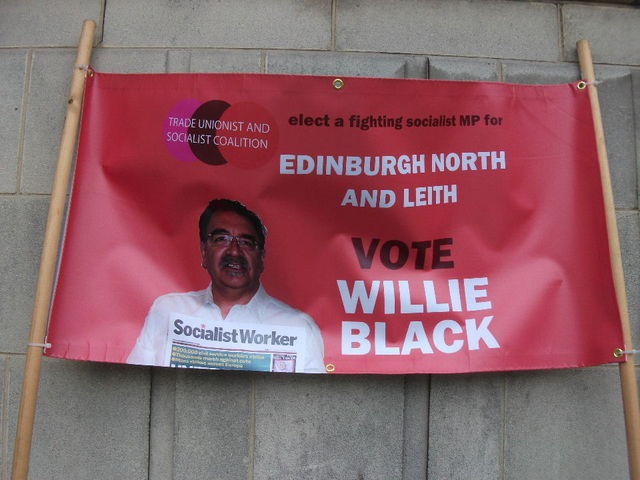 TRADE UNIONIST AND
SOCIALIST COALITION
elect a fighting socialist MP for
EDINBURGH NORTH
AND LEITH
VOTE
WILLIE
BLACK
Socialist Worker